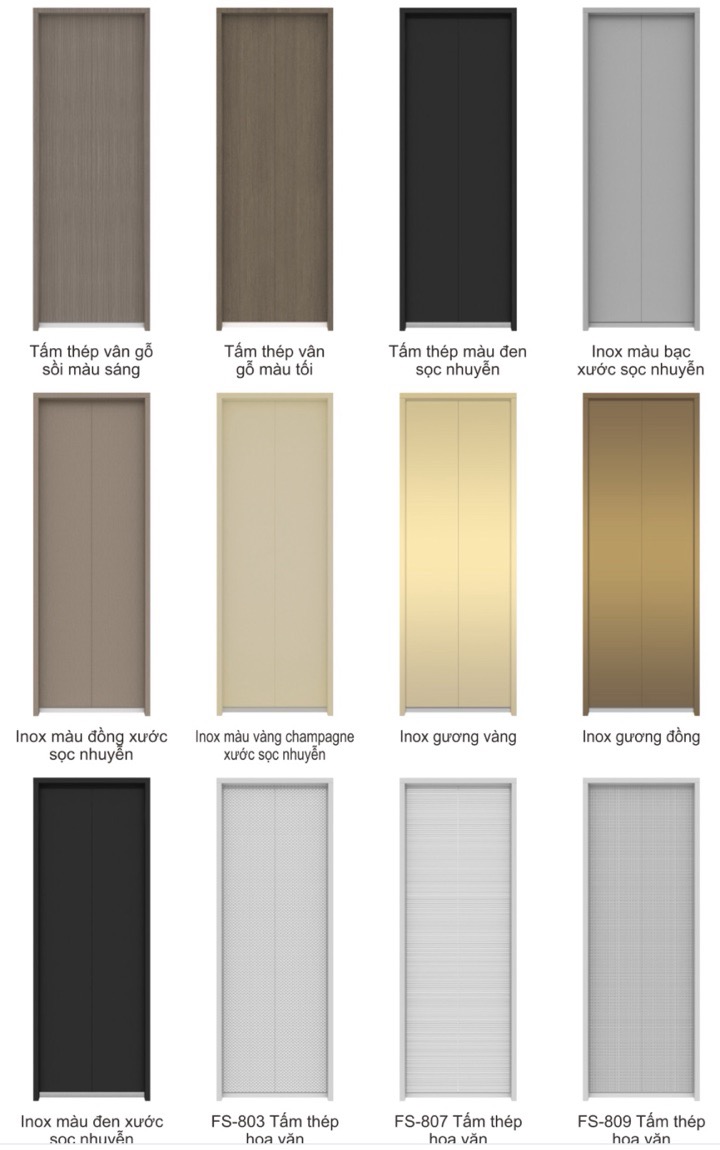 Tấm thép vân gỗ
sồi màu sáng
Tấm thép vân
gỗ màu tối
Tấm thép màu đen
sọc nhuyễn
Inox màu bạc
xước sọc nhuyễn
Inox màu đồng xước
sọc nhuyễn
Inox màu vàng champagne
xước sọc nhuyễn
Inox gương vàng
Inox gương đồng
Inox màu đen xước
sọc nhuyễn
FS-803 Tấm thép
hoa văn
FS-807 Tấm thép
hoa văn
FS-809 Tấm thép
hoa văn